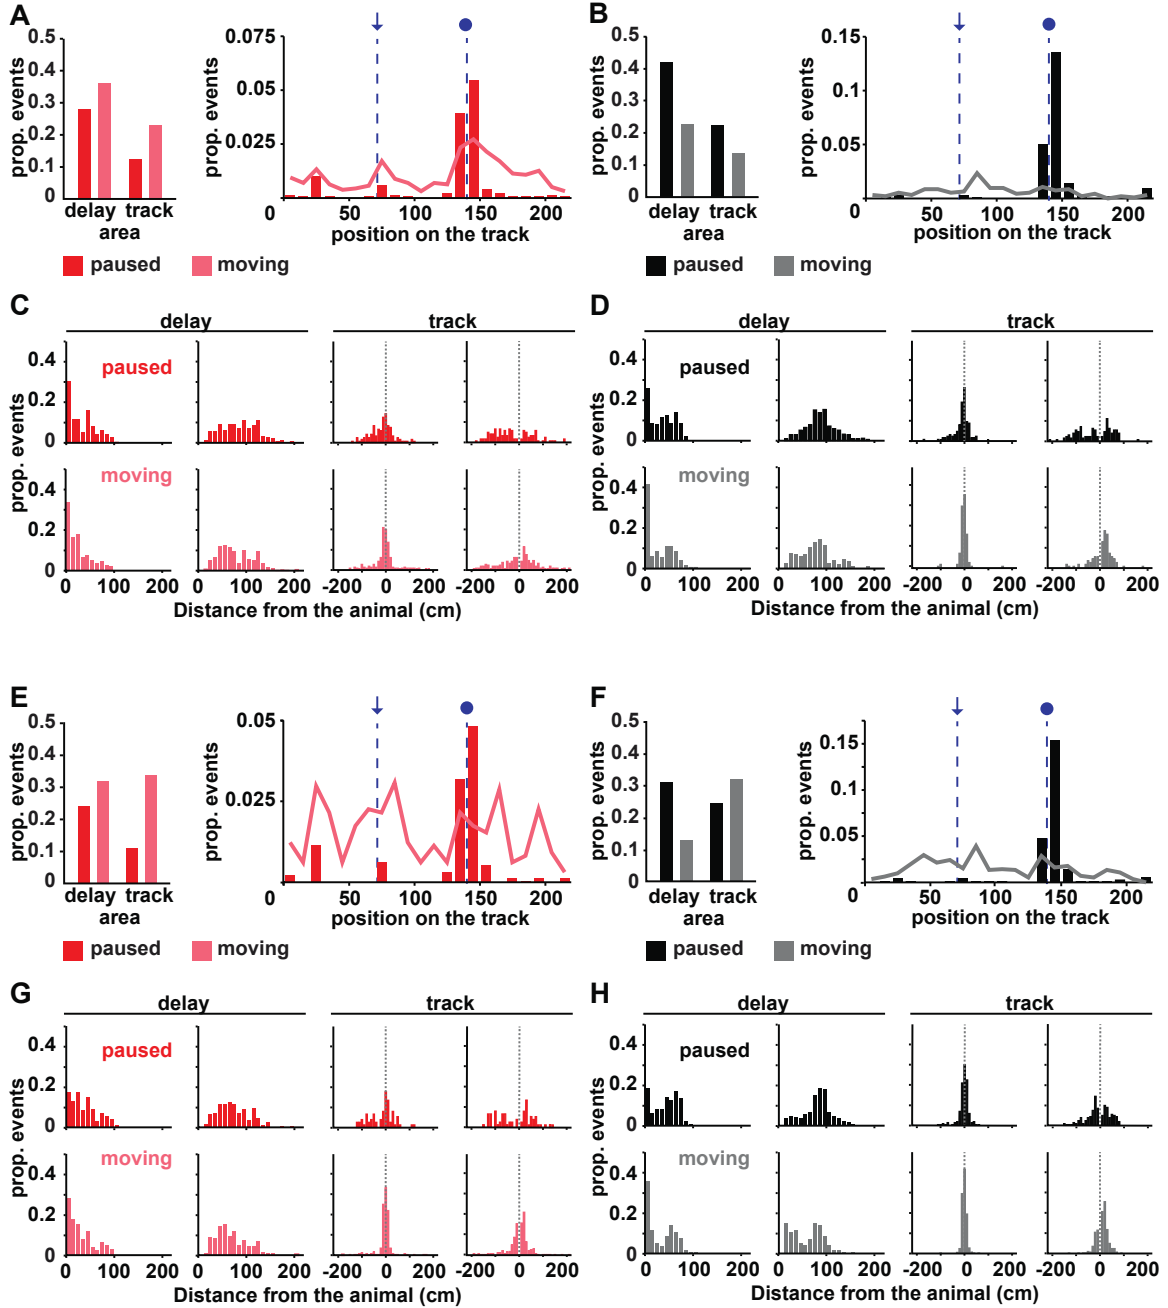 A
0.5
0.4
0.3
0.2
0.1
0
prop. events
delay track
area
0.075
0.05
0.025
0
prop. events
50 100 150 200
position on the track
paused moving
B
0.5
0.4
0.3
0.2
0.1
0
prop. events
delay track
area
0.15
0.1
0.05
0
prop. events
50 100 150 200
position on the track
paused moving
C
delay track
paused
0.4
0.2
0
prop. events
moving
0.4
0.2
0
0 100 200 0 100 200 -200 0 200 -200 0 200
Distance from the animal (cm)
D
delay track
paused
0.4
0.2
0
prop. events
moving
0.4
0.2
0
0 100 200 0 100 200 -200 0 200 -200 0 200
Distance from the animal (cm)
E
0.5
0.4
0.3
0.2
0.1
0
prop. events
delay track
area
0.05
0.025
0
prop. events
50 100 150 200
position on the track
paused moving
F
0.5
0.4
0.3
0.2
0.1
0
prop. events
delay track
area
0.15
0.1
0.05
0
prop. events
50 100 150 200
position on the track
paused moving
G
delay track
paused
0.4
0.2
0
prop. events
moving
0.4
0.2
0
0 100 200 0 100 200 -200 0 200 -200 0 200
Distance from the animal (cm)
H
delay track
paused
0.4
0.2
0
prop. events
moving
0.4
0.2
0
0 100 200 0 100 200 -200 0 200 -200 0 200
Distance from the animal (cm)